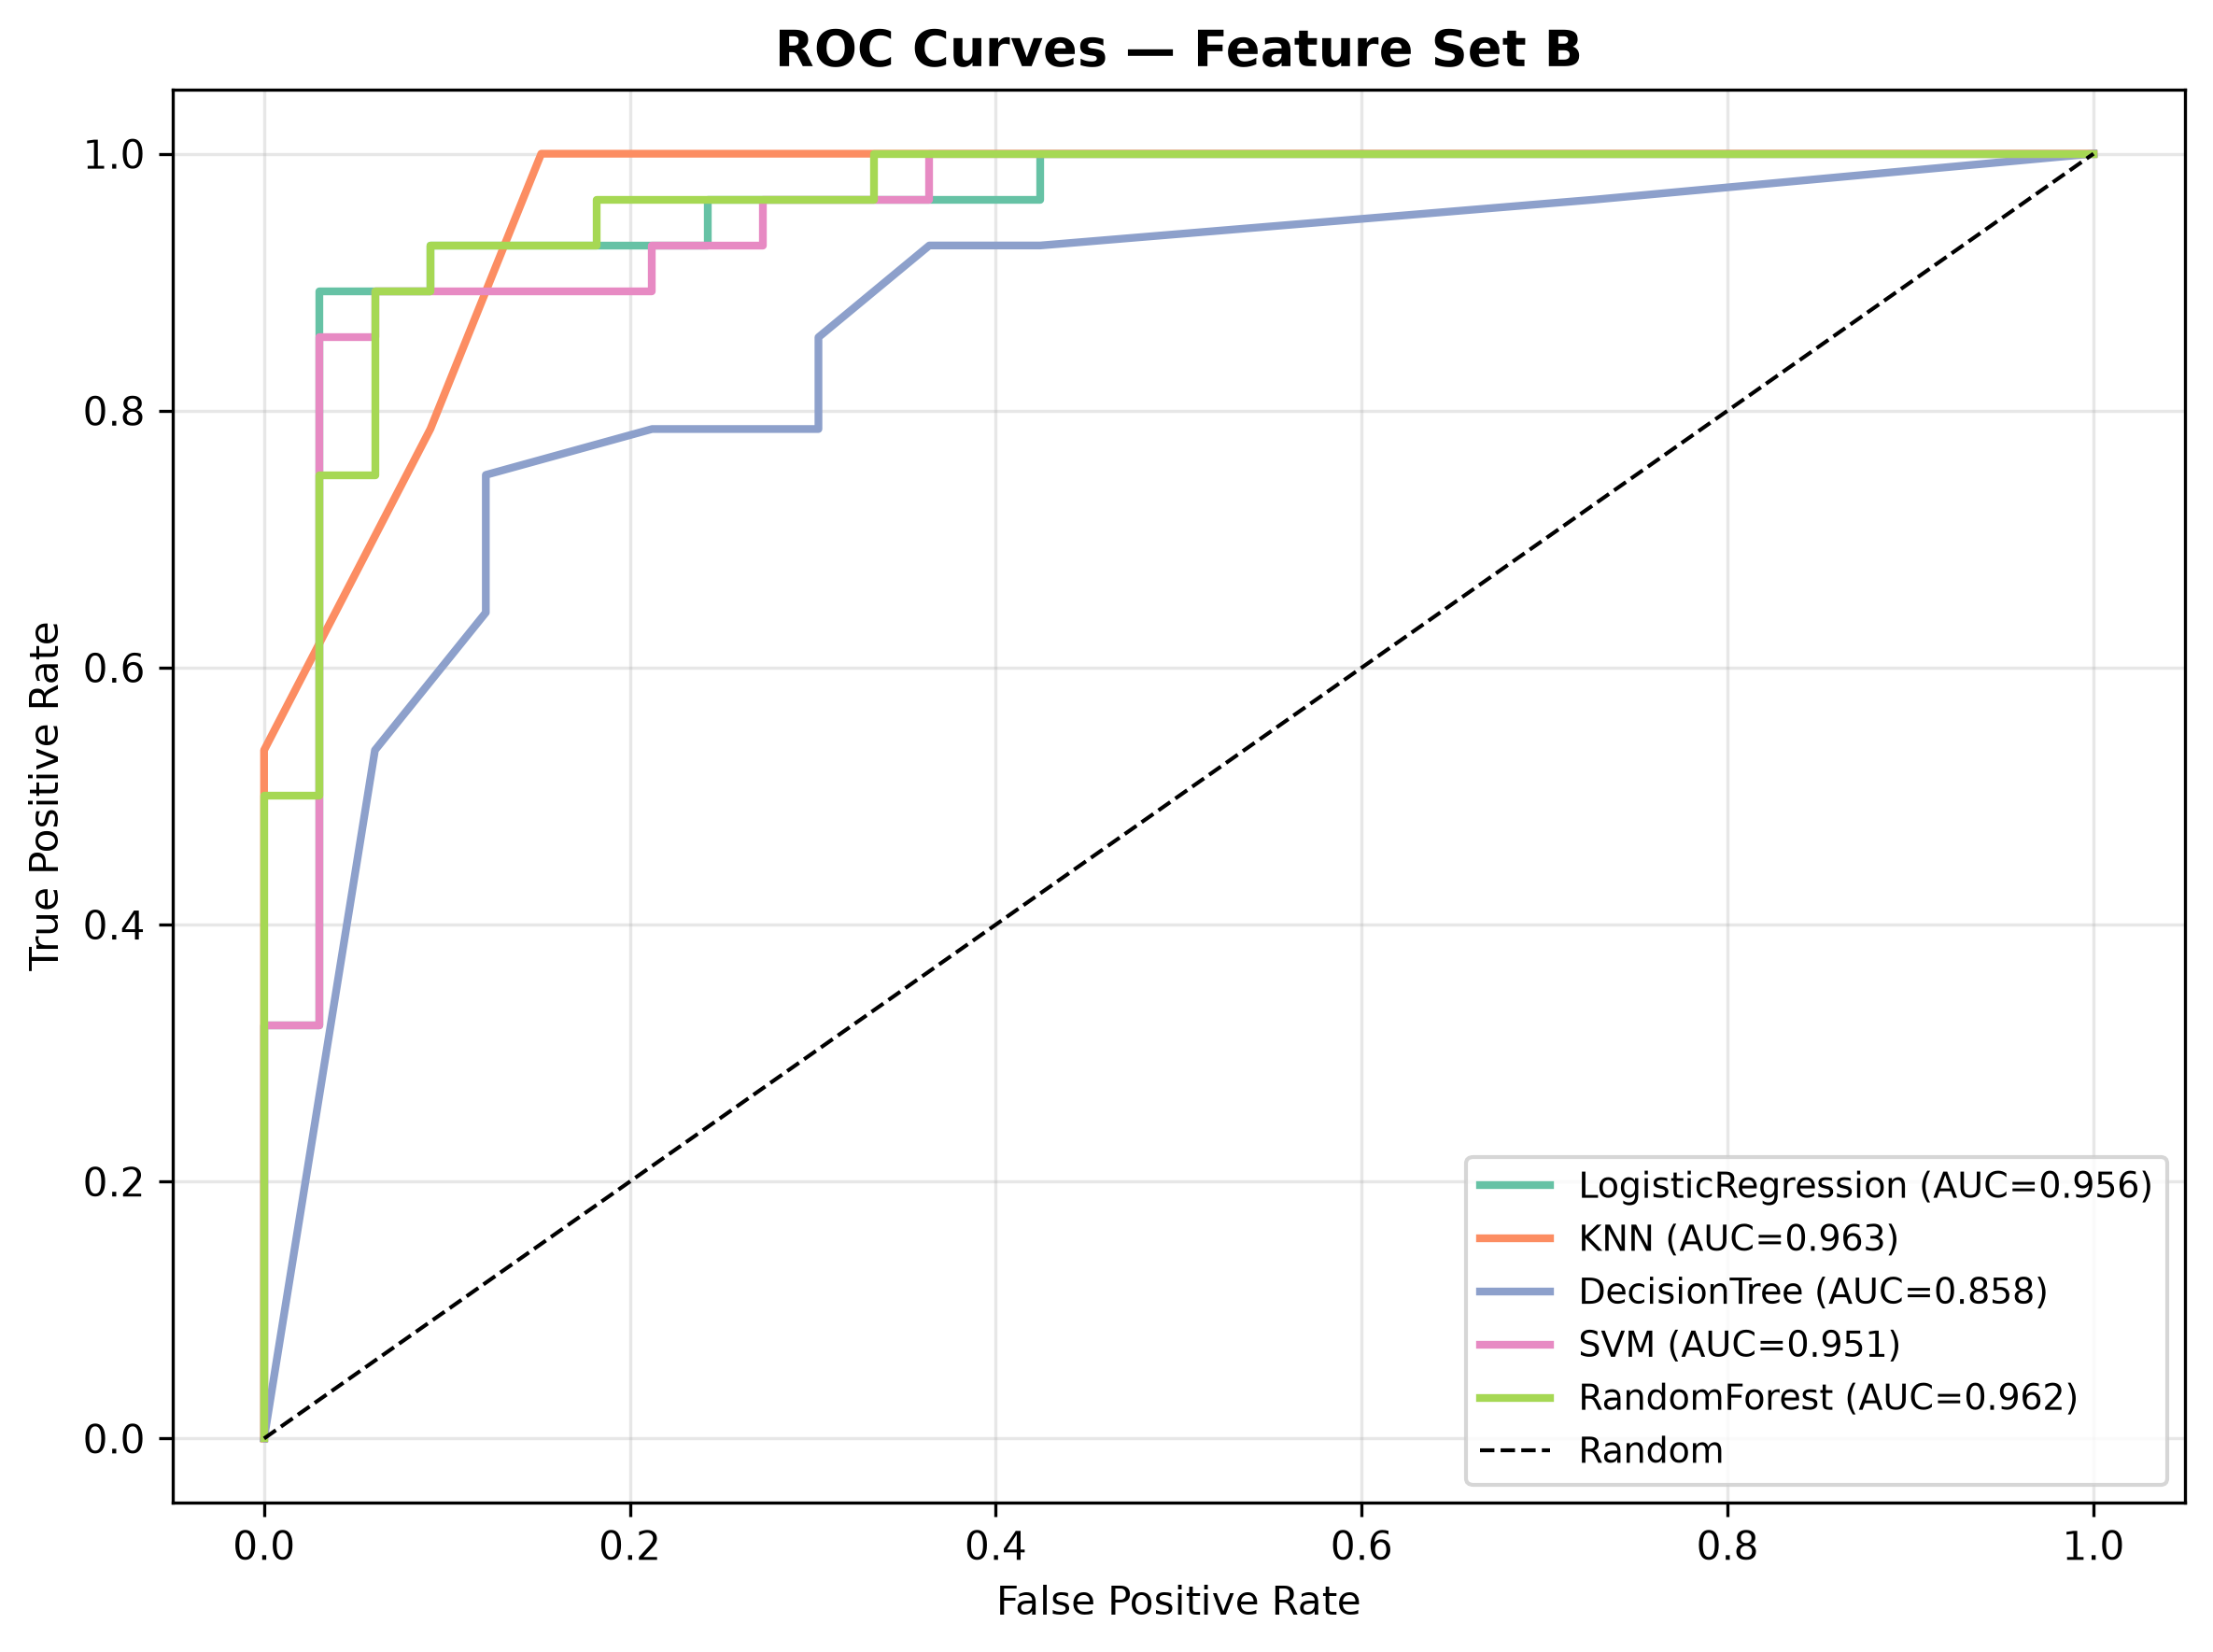 ROC Curves — Feature Set B
True Positive Rate
1.0
0.8
0.6
0.4
0.2
0.0
LogisticRegression (AUC=0.956)
KNN (AUC=0.963)
DecisionTree (AUC=0.858)
SVM (AUC=0.951)
RandomForest (AUC=0.962)
Random
0.0 0.2 0.4 0.6 0.8 1.0
False Positive Rate